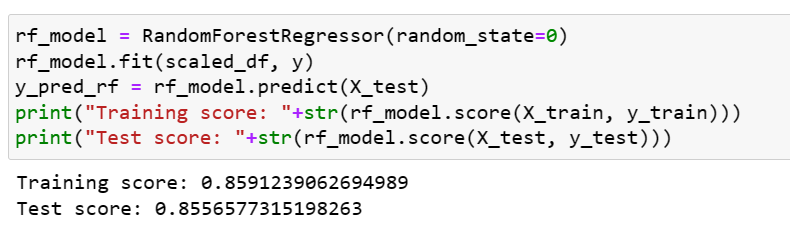 rf_model = RandomForestRegressor(random_state=0)
rf_model.fit(scaled_df, y)
y_pred_rf = rf_model.predict(X_test)
print("Training score: "+str(rf_model.score(X_train, y_train)))
print("Test score: "+str(rf_model.score(X_test, y_test)))
Training score: 0.8591239062694989
Test score: 0.8556577315198263